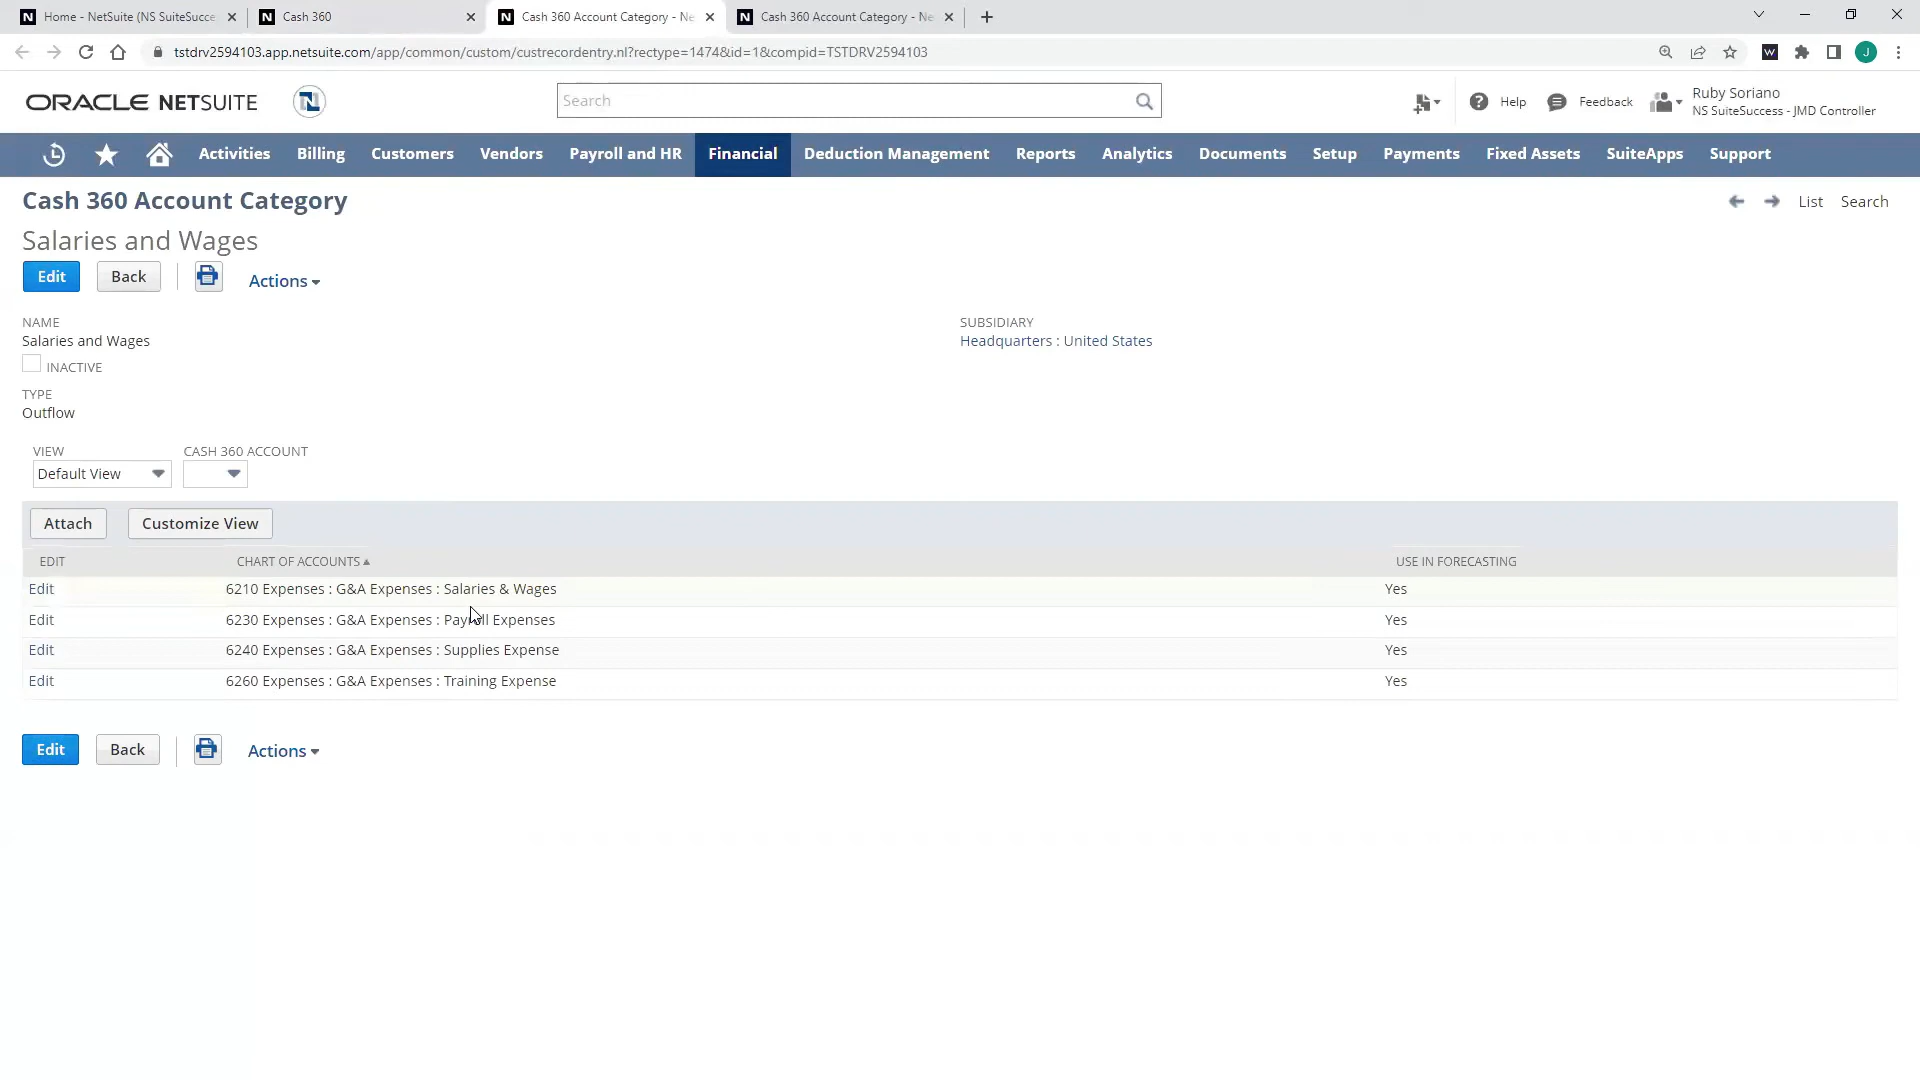 Home - NetSuite (NS SuiteSucce
Cash 360
Cash 360 Account Category - Ne
Cash 360 Account Category - Ne
tstdrv2594103.app.netsuite.com/app/common/custom/custrecordentry.nl?rectype=1474&id=1&compid=TSTDRV2594103
W
J
ORACLE NETSUITE
N
Search
Help
Feedback
Ruby Soriano
NS SuiteSuccess - JMD Controller
Activities
Billing
Customers
Vendors
Payroll and HR
Financial
Deduction Management
Reports
Analytics
Documents
Setup
Payments
Fixed Assets
SuiteApps
Support
Cash 360 Account Category
List
Search
Salaries and Wages
Edit
Back
Actions
NAME
Salaries and Wages
INACTIVE
TYPE
Outflow
SUBSIDIARY
Headquarters : United States
VIEW
CASH 360 ACCOUNT
Default View
Attach
Customize View
EDIT
CHART OF ACCOUNTS
USE IN FORECASTING
Edit 6210 Expenses : G&A Expenses : Salaries & Wages Yes
Edit 6230 Expenses : G&A Expenses : Payroll Expenses Yes
Edit 6240 Expenses : G&A Expenses : Supplies Expense Yes
Edit 6260 Expenses : G&A Expenses : Training Expense Yes
Edit
Back
Actions